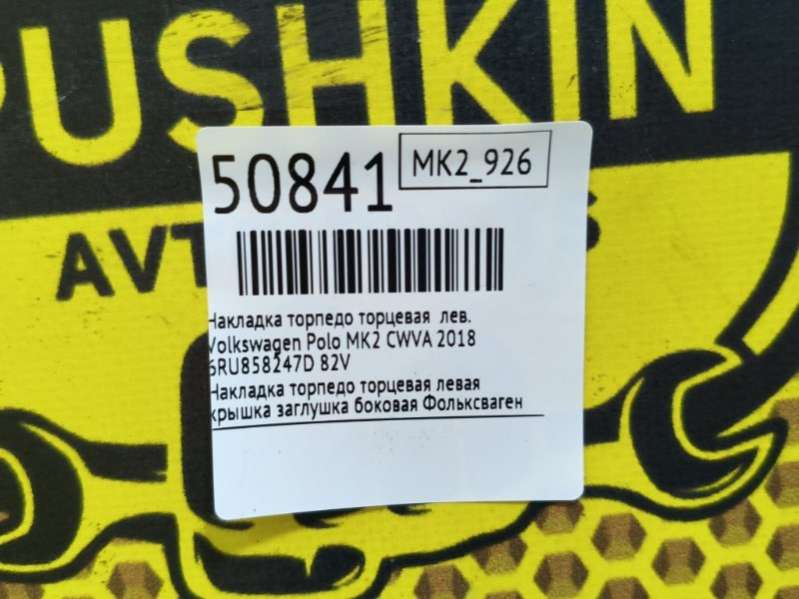 PUSHKIN
AVT
50841
MK2_926
Накладка торпедо торцевая лев.
Volkswagen Polo MK2 CWVA 2018
6RU858247D 82V
Накладка торпедо торцевая левая
крышка заглушка боковая Фольксваген